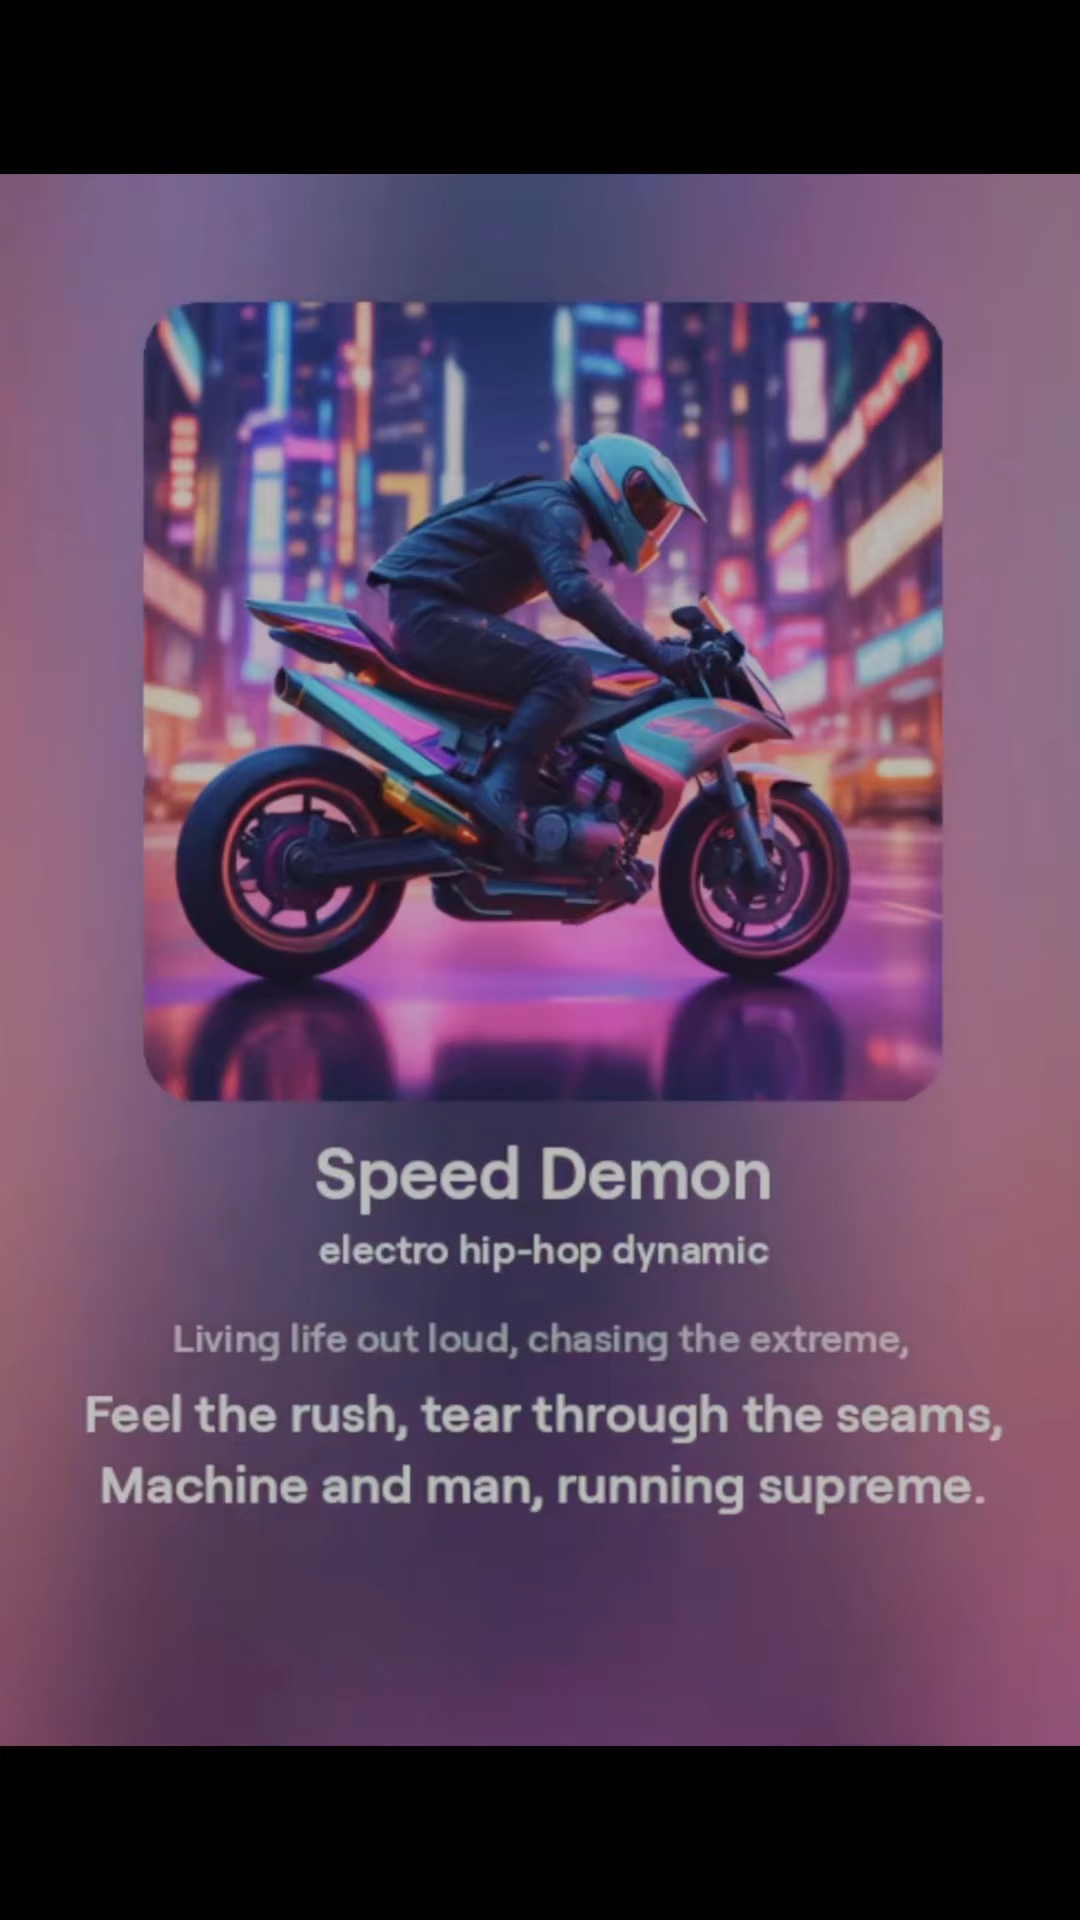 Speed Demon
electro hip-hop dynamic
Living life out loud, chasing the extreme,
Feel the rush, tear through the seams,
Machine and man, running supreme.